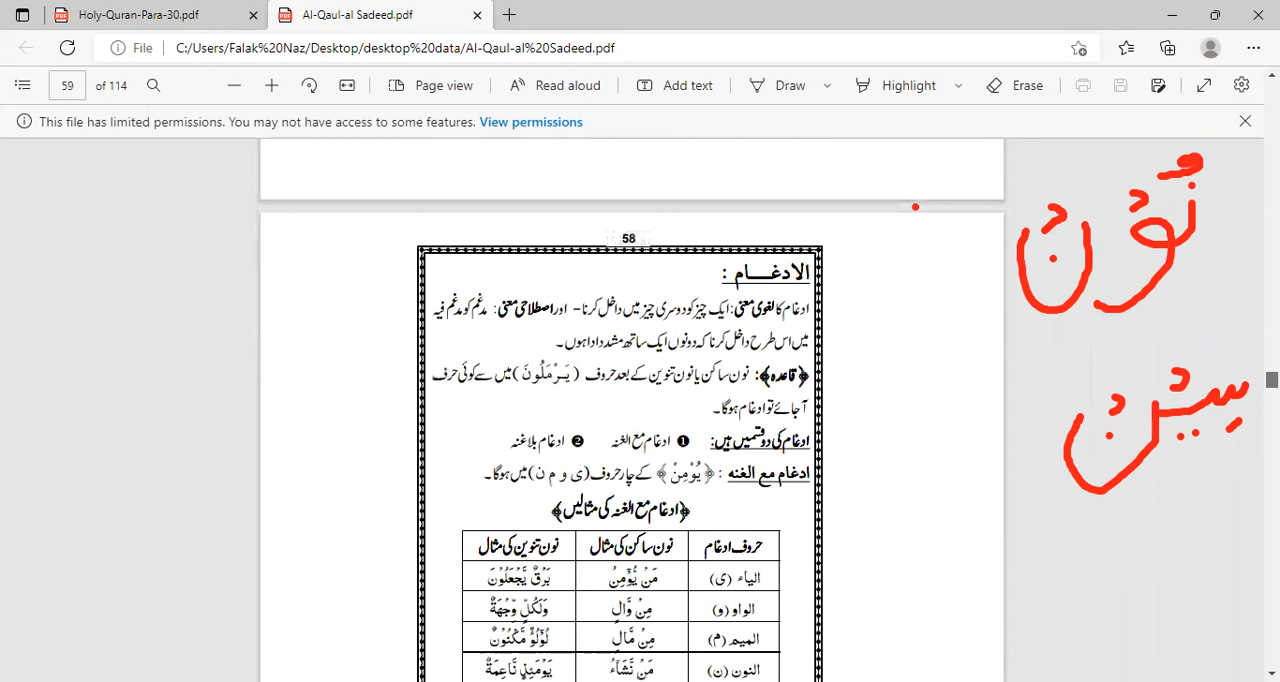 Holy-Quran-Para-30.pdf
Al-Qaul-al Sadeed.pdf
File
C:/Users/Falak%20Naz/Desktop/desktop%20data/Al-Qaul-al%20Sadeed.pdf
59 of 114
Page view
Read aloud
Add text
Draw
Highlight
Erase
This file has limited permissions. You may not have access to some features. View permissions
58
الادغـــام :
ادغام کا لغوی معنی: ایک چیز کو دوسری چیز میں داخل کرنا - اور اصطلاحی معنی: مدغم کو مدغم فیہ
میں اس طرح داخل کرنا کہ دونوں ایک ساتھ مشدد ادا ہوں۔
﴿قاعدہ﴾: نون ساکن یا نون تنوین کے بعد حروف (یَـرْمَلُونَ) میں سے کوئی حرف
آجائے تو ادغام ہوگا۔
ادغام کی دو قسمیں ہیں: ❶ ادغام مع الغنہ ❷ ادغام بلا غنہ
ادغام مع الغنہ : ﴿یُوْمِنْ﴾ کے چار حروف (ی و م ن) میں ہوگا۔
﴿ادغام مع الغنہ کی مثالیں﴾
حروف ادغام نون ساکن کی مثال نون تنوین کی مثال
الیاء (ی) مَنْ یُّؤْمِنُ بَرْقٌ یَّجْعَلُوْنَ
الواو (و) مِنْ وَّالٍ وَلِكُلٍّ وِّجْهَةٌ
المیم (م) مِنْ مَّالٍ لُؤْلُؤٌ مَّكْنُوْنٌ
النون (ن) مَنْ نَّشَآءُ یَوْمَئِذٍ نَّاعِمَةٌ
نُوْنْ
سِيْنْ